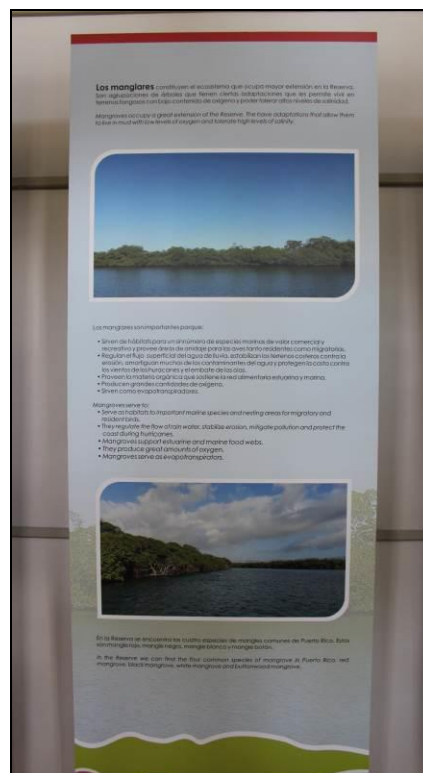 Los manglares constituyen el ecosistema que ocupa mayor extensión en la Reserva.
Son agrupaciones de árboles que tienen ciertas adaptaciones que les permite vivir en
terrenos fangosos con bajo contenido de oxígeno y poder tolerar altos niveles de salinidad.
Mangroves occupy a great extension of the Reserve. The have adaptations that allow them
to live in mud with low levels of oxygen and tolerate high levels of salinity.
Los manglares son importantes porque:
• Sirven de hábitats para un sinúmero de especies marinas de valor comercial y
recreativo y provee áreas de anidaje para las aves tanto residentes como migratorias.
• Regulan el flujo superficial del agua de lluvia, estabilizan los terrenos costeros contra la
erosión, amortiguan muchos de los contaminantes del agua y protegen la costa contra
los vientos de los huracanes y el embate de las olas.
• Proveen la materia orgánica que sostiene la red alimentaria estuarina y marina.
• Producen grandes cantidades de oxígeno.
• Sirven como evapotranspiradores.
Mangroves serve to:
• Serve as habitats to important marine species and nesting areas for migratory and
resident birds.
• They regulate the flow of rain water, stabilize erosion, mitigate pollution and protect the
coast during hurricanes.
• Mangroves support estuarine and marine food webs.
• They produce great amounts of oxygen.
• Mangroves serve as evapotranspirators.
En la Reserva se encuentran las cuatro especies de mangles comunes de Puerto Rico. Estas
son mangle rojo, mangle negro, mangle blanco y mangle botón.
In the Reserve we can find the four common species of mangrove in Puerto Rico: red
mangrove, black mangrove, white mangrove and buttonwood mangrove.